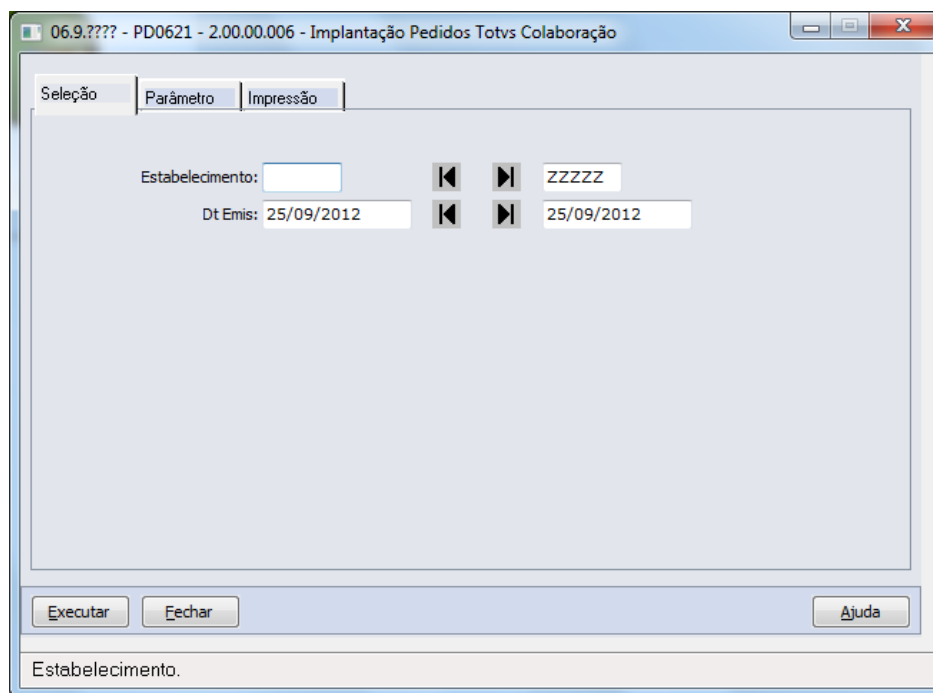 06.9.???? - PD0621 - 2.00.00.006 - Implantação Pedidos Totvs Colaboração
Seleção Parâmetro Impressão
Estabelecimento: ZZZZZ
Dt Emis: 25/09/2012 25/09/2012
Executar Fechar Ajuda
Estabelecimento.